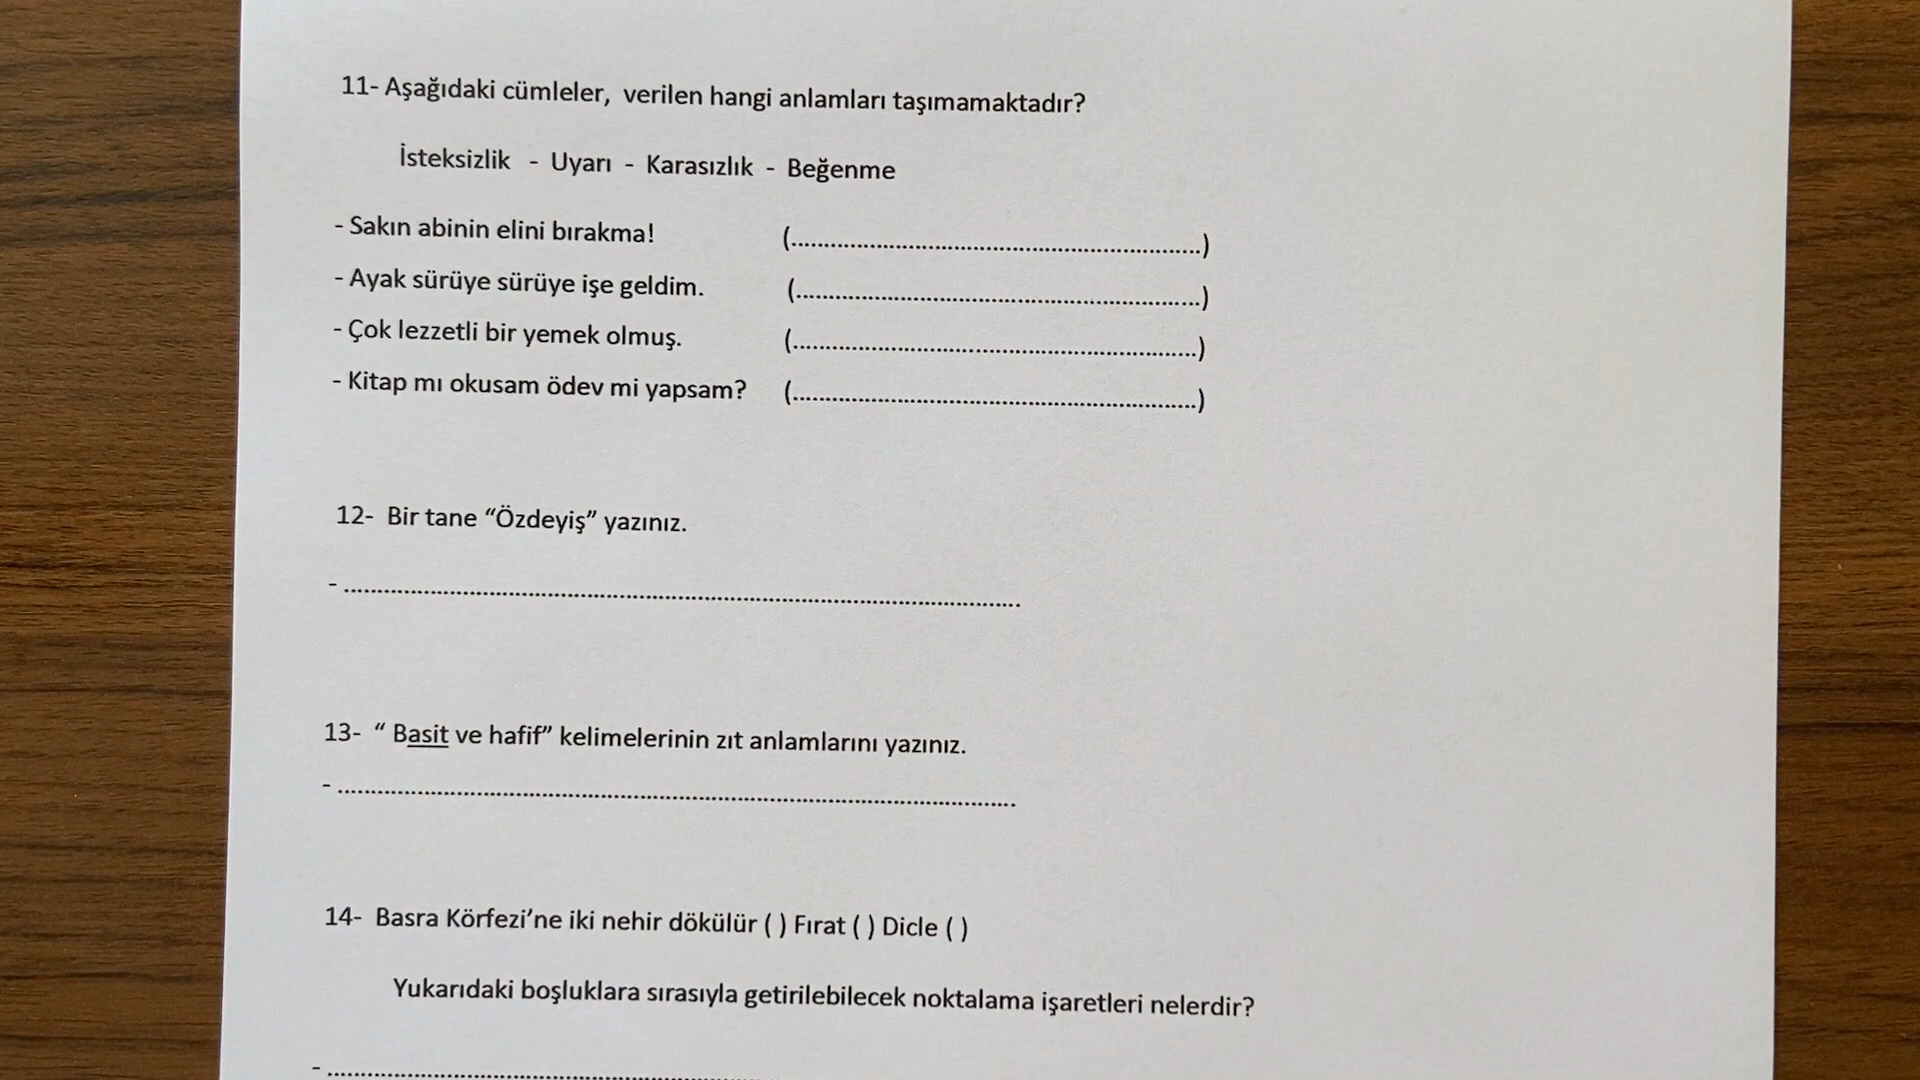 11- Aşağıdaki cümleler, verilen hangi anlamları taşımamaktadır?
İsteksizlik - Uyarı - Karasızlık - Beğenme
- Sakın abinin elini bırakma! (..............................................................)
- Ayak sürüye sürüye işe geldim. (..............................................................)
- Çok lezzetli bir yemek olmuş. (..............................................................)
- Kitap mı okusam ödev mi yapsam? (..............................................................)
12- Bir tane “Özdeyiş” yazınız.
- ....................................................................................................
13- “ Basit ve hafif” kelimelerinin zıt anlamlarını yazınız.
- ....................................................................................................
14- Basra Körfezi’ne iki nehir dökülür ( ) Fırat ( ) Dicle ( )
Yukarıdaki boşluklara sırasıyla getirilebilecek noktalama işaretleri nelerdir?
- ....................................................................